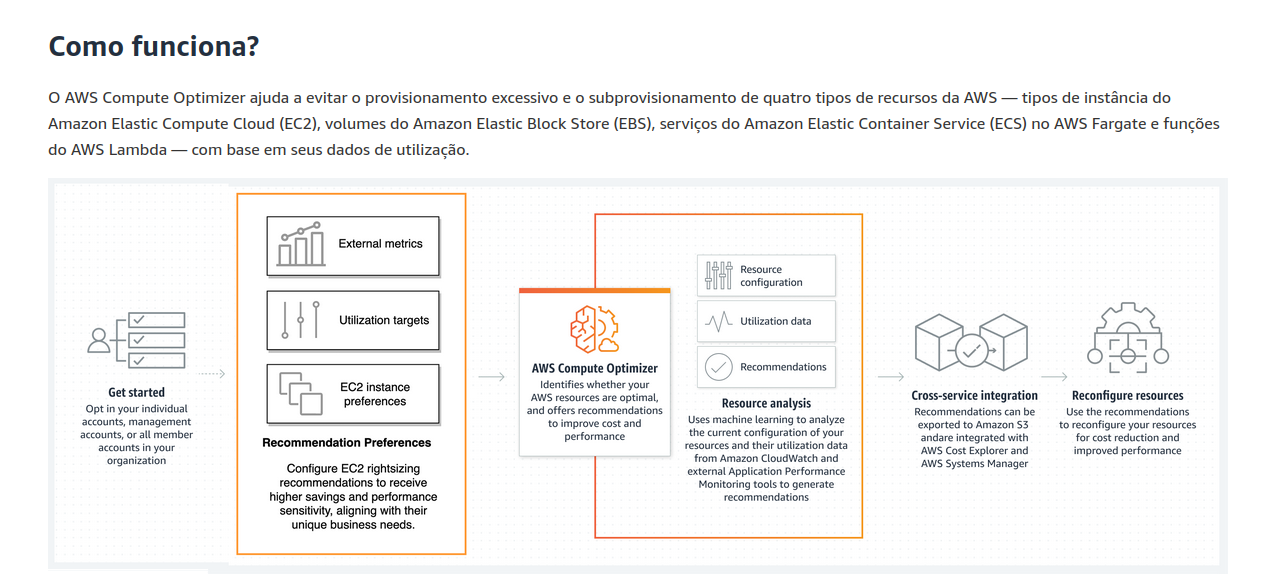 Como funciona?
O AWS Compute Optimizer ajuda a evitar o provisionamento excessivo e o subprovisionamento de quatro tipos de recursos da AWS — tipos de instância do
Amazon Elastic Compute Cloud (EC2), volumes do Amazon Elastic Block Store (EBS), serviços do Amazon Elastic Container Service (ECS) no AWS Fargate e funções
do AWS Lambda — com base em seus dados de utilização.
Get started
Opt in your individual
accounts, management
accounts, or all member
accounts in your
organization
External metrics
Utilization targets
EC2 instance
preferences
Recommendation Preferences
Configure EC2 rightsizing
recommendations to receive
higher savings and performance
sensitivity, aligning with their
unique business needs.
AWS Compute Optimizer
Identifies whether your
AWS resources are optimal,
and offers recommendations
to improve cost and
performance
Resource
configuration
Utilization data
Recommendations
Resource analysis
Uses machine learning to analyze
the current configuration of your
resources and their utilization data
from Amazon CloudWatch and
external Application Performance
Monitoring tools to generate
recommendations
Cross-service integration
Recommendations can be
exported to Amazon S3
andare integrated with
AWS Cost Explorer and
AWS Systems Manager
Reconfigure resources
Use the recommendations
to reconfigure your resources
for cost reduction and
improved performance